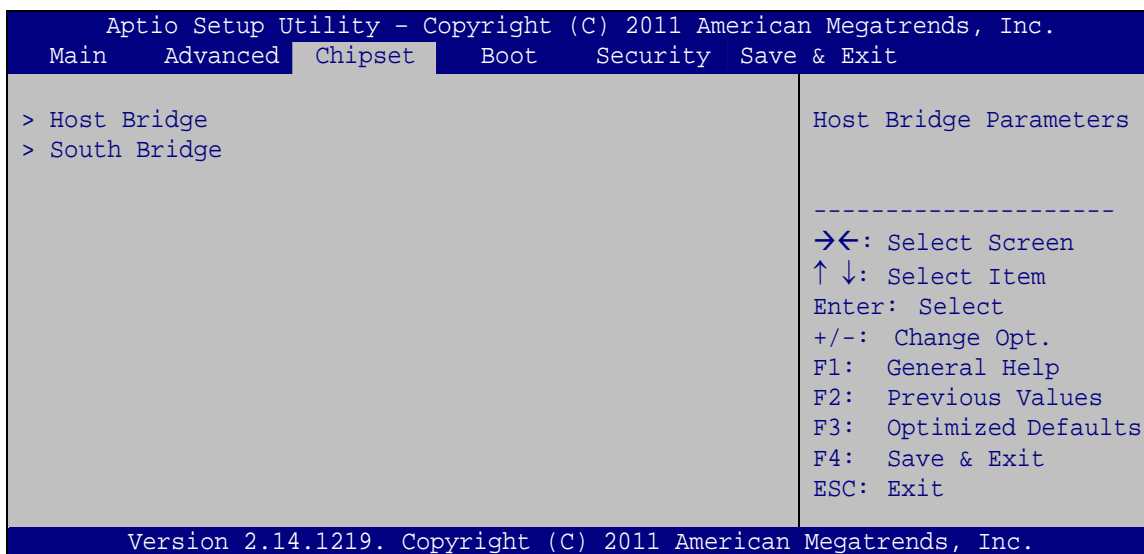 Aptio Setup Utility – Copyright (C) 2011 American Megatrends, Inc.
Main Advanced Chipset Boot Security Save & Exit
> Host Bridge
> South Bridge
Host Bridge Parameters
---------------------
→←: Select Screen
↑ ↓: Select Item
Enter: Select
+/-: Change Opt.
F1: General Help
F2: Previous Values
F3: Optimized Defaults
F4: Save & Exit
ESC: Exit
Version 2.14.1219. Copyright (C) 2011 American Megatrends, Inc.